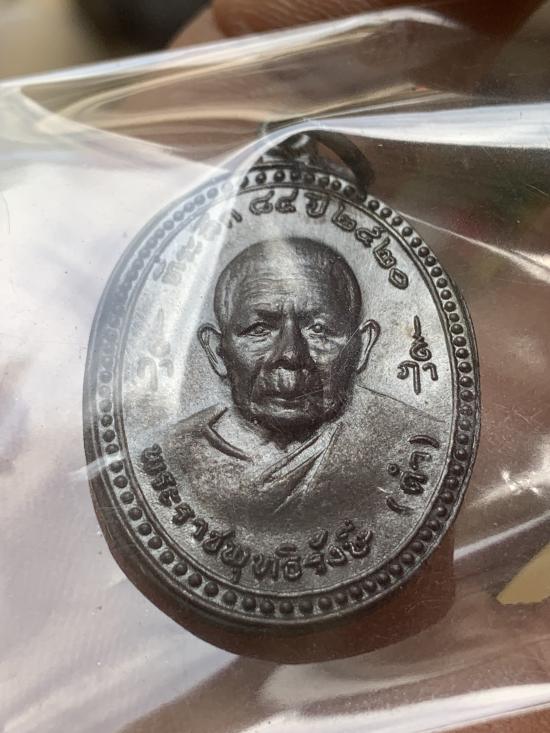 ที่ระลึก ๘๔ ปี ๒๕๒๐
พระราชพุทธิรังษี (ดำ)